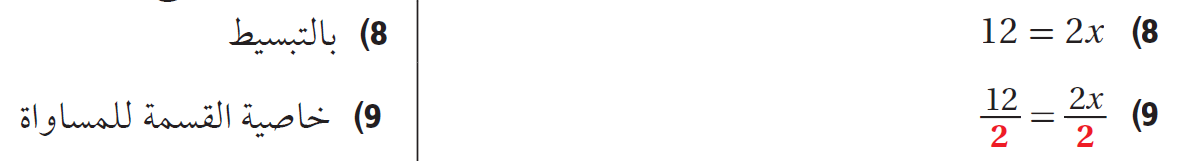 (8 12 = 2x
(8 بالتبسيط
(9 12/2 = 2x/2
(9 خاصية القسمة للمساواة